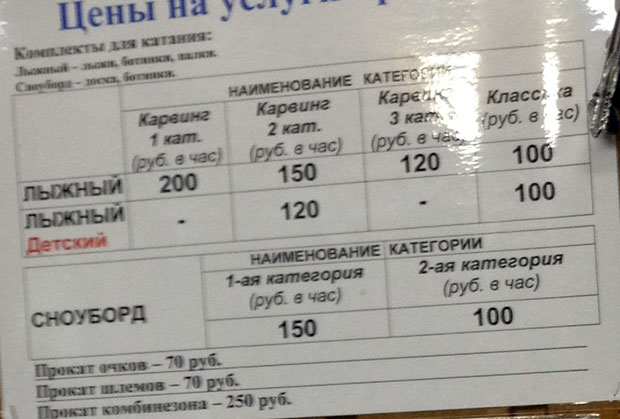 Цены на услуги
Комплекты для катания:
Лыжный – лыжи, ботинки, палки.
Сноуборд – доска, ботинки.
НАИМЕНОВАНИЕ КАТЕГОРИИ
Карвинг 1 кат. (руб. в час) Карвинг 2 кат. (руб. в час) Карвинг 3 кат. (руб. в час) Классика (руб. в час)
ЛЫЖНЫЙ 200 150 120 100
ЛЫЖНЫЙ Детский - 120 - 100
НАИМЕНОВАНИЕ КАТЕГОРИИ
СНОУБОРД 1-ая категория (руб. в час) 2-ая категория (руб. в час)
150 100
Прокат очков – 70 руб.
Прокат шлемов – 70 руб.
Прокат комбинезона – 250 руб.